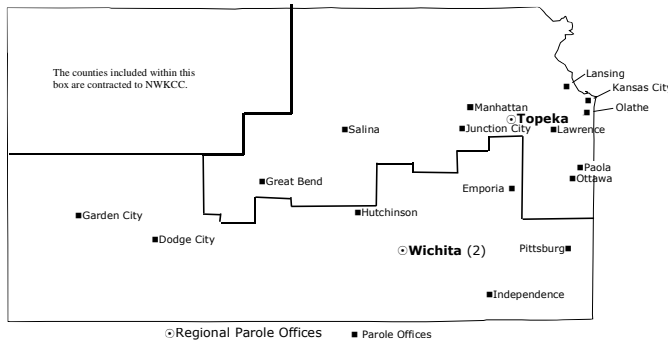 The counties included within this
box are contracted to NWKCC.
Lansing
Kansas City
Olathe
Manhattan
Topeka
Salina
Junction City
Lawrence
Paola
Ottawa
Great Bend
Emporia
Garden City
Hutchinson
Dodge City
Wichita (2)
Pittsburg
Independence
Regional Parole Offices
Parole Offices